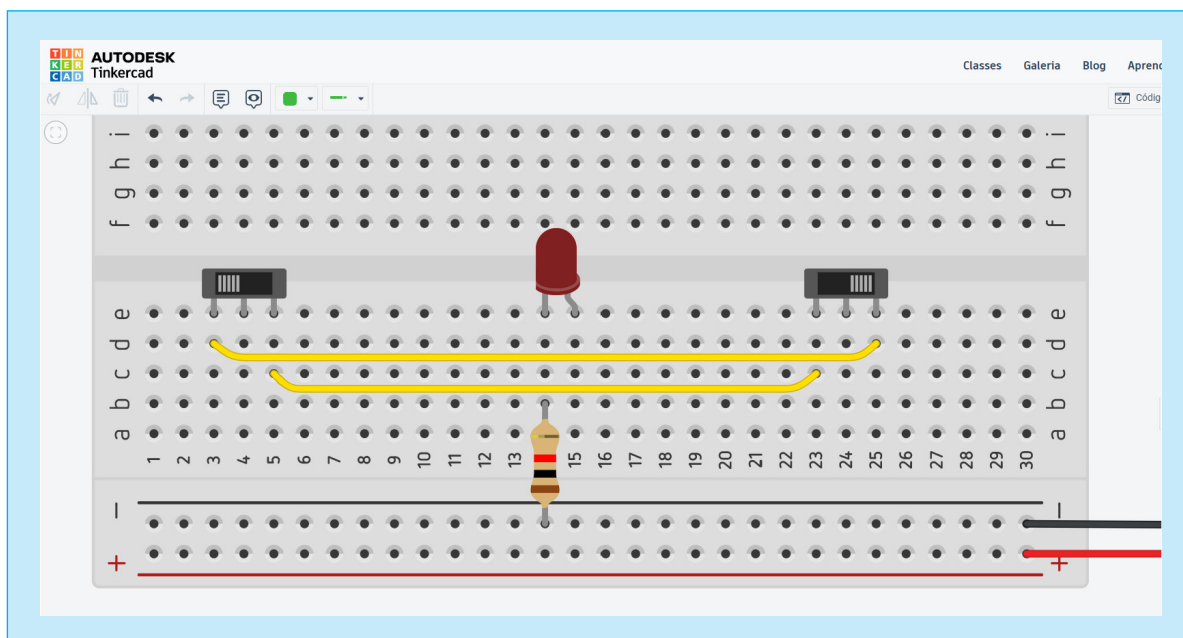 TIN
KER
CAD
AUTODESK
Tinkercad
Classes Galeria Blog Aprenc
Códig
i i
h h
g g
f f
e e
d d
c c
b b
a a
1 2 3 4 5 6 7 8 9 10 11 12 13 15 16 17 18 19 20 21 22 23 24 25 26 27 28 29 30
− −
+ +